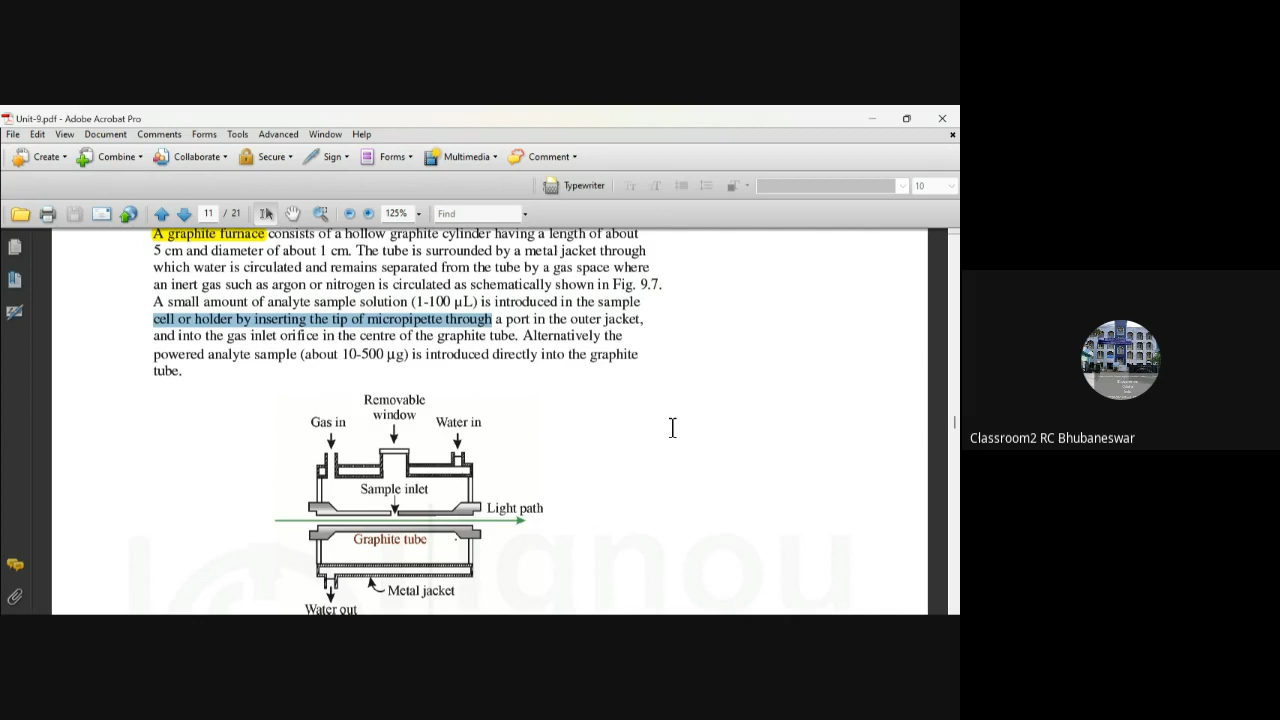 Unit-9.pdf - Adobe Acrobat Pro
File Edit View Document Comments Forms Tools Advanced Window Help
Create Combine Collaborate Secure Sign Forms Multimedia Comment
Typewriter 10
11 / 21 125% Find
A graphite furnace consists of a hollow graphite cylinder having a length of about
5 cm and diameter of about 1 cm. The tube is surrounded by a metal jacket through
which water is circulated and remains separated from the tube by a gas space where
an inert gas such as argon or nitrogen is circulated as schematically shown in Fig. 9.7.
A small amount of analyte sample solution (1-100 μL) is introduced in the sample
cell or holder by inserting the tip of micropipette through a port in the outer jacket,
and into the gas inlet orifice in the centre of the graphite tube. Alternatively the
powered analyte sample (about 10-500 μg) is introduced directly into the graphite
tube.
Removable
window
Gas in
Water in
Sample inlet
Light path
Graphite tube
Metal jacket
Water out
ignou
Classroom2 RC Bhubaneswar